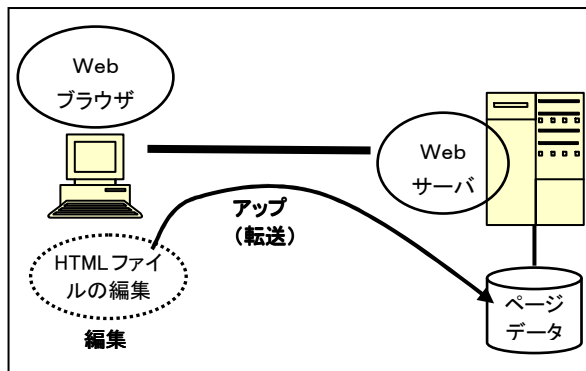 Web
ブラウザ
Web
サーバ
アップ
（転送）
HTMLファイ
ルの編集
編集
ページ
データ